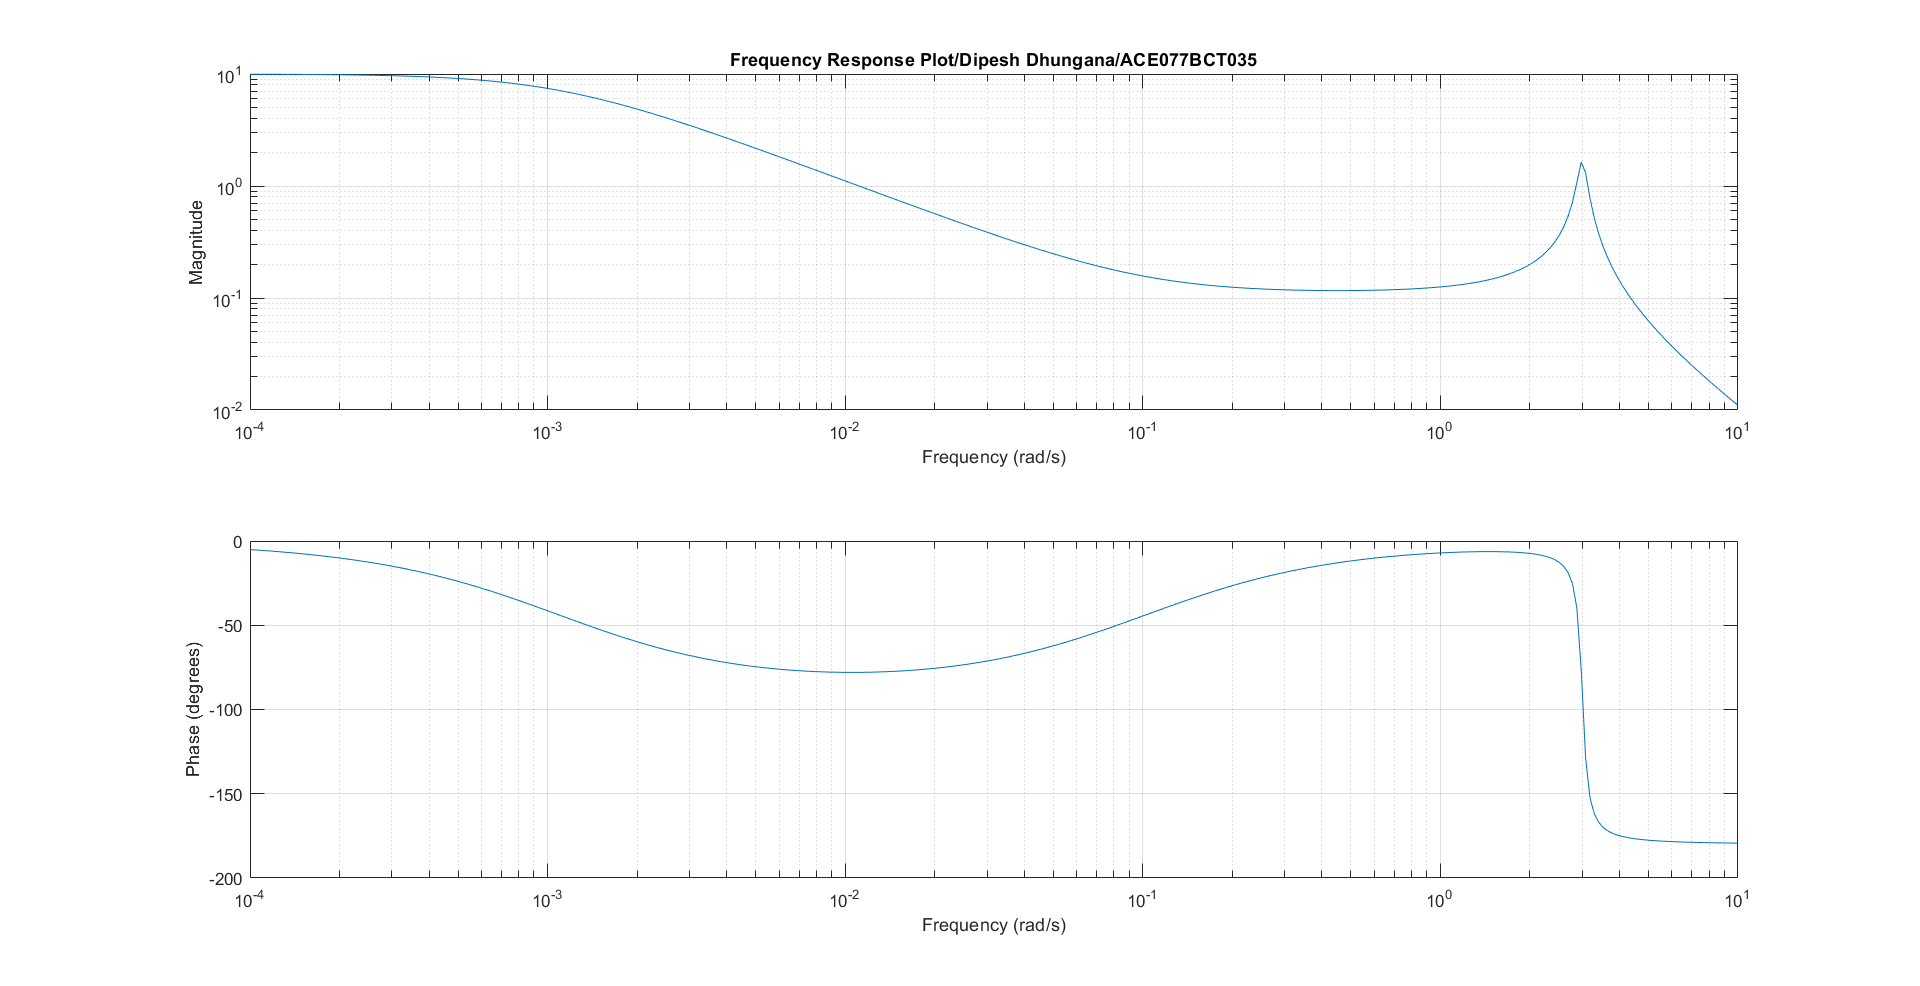 Frequency Response Plot/Dipesh Dhungana/ACE077BCT035
10^1
10^0
10^-1
10^-2
Magnitude
10^-4 10^-3 10^-2 10^-1 10^0 10^1
Frequency (rad/s)
0
-50
-100
-150
-200
Phase (degrees)
10^-4 10^-3 10^-2 10^-1 10^0 10^1
Frequency (rad/s)